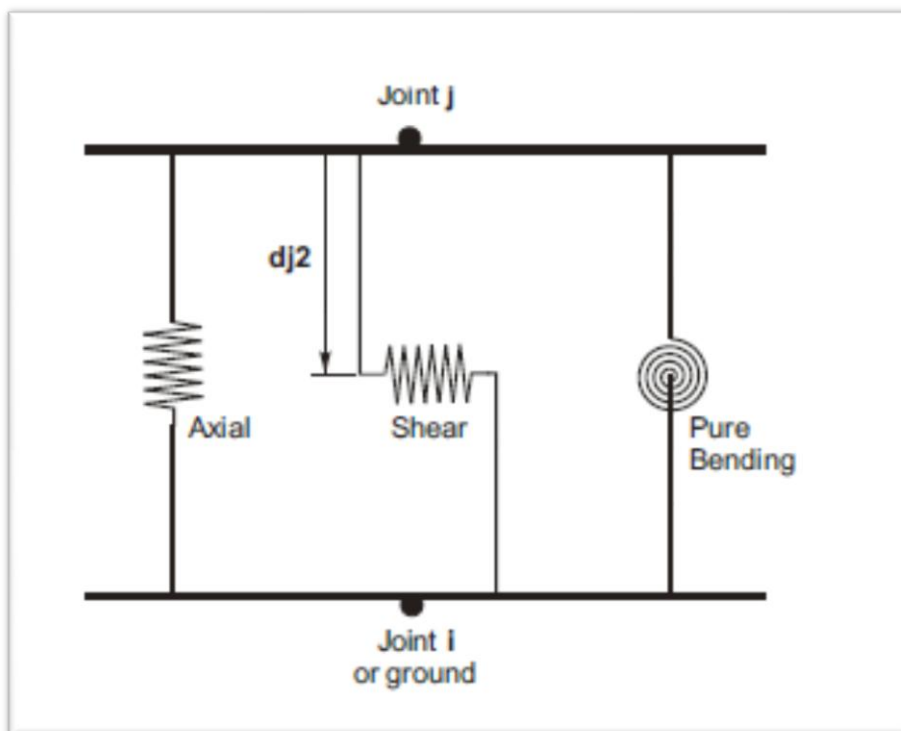 Joint j
dj2
Axial
Shear
Pure
Bending
Joint i
or ground